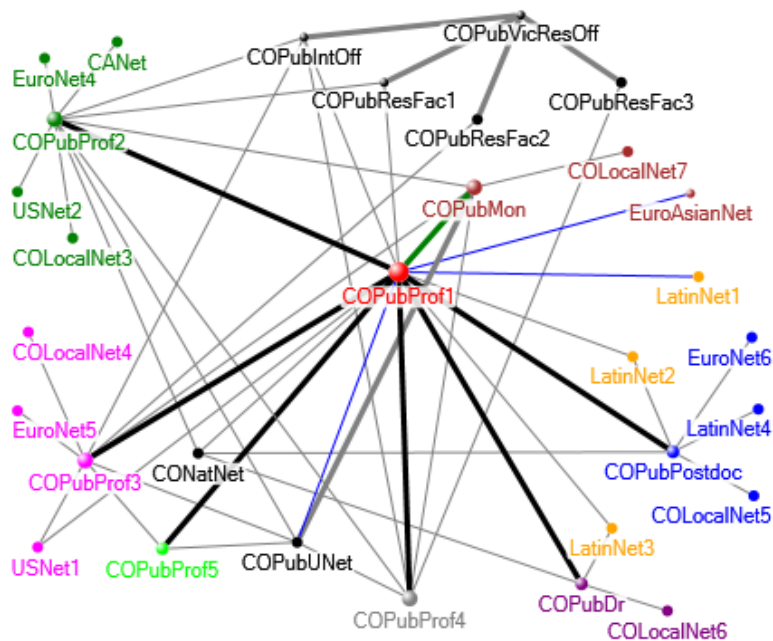 COPubIntOff
COPubVicResOff
EuroNet4
CANet
COPubResFac1
COPubResFac3
COPubResFac2
COPubProf2
COLocalNet7
USNet2
COPubMon
EuroAsianNet
COLocalNet3
COPubProf1
LatinNet1
COLocalNet4
EuroNet6
LatinNet2
EuroNet5
LatinNet4
CONatNet
COPubProf3
COPubPostdoc
COLocalNet5
USNet1
COPubProf5
COPubUNet
LatinNet3
COPubProf4
COPubDr
COLocalNet6